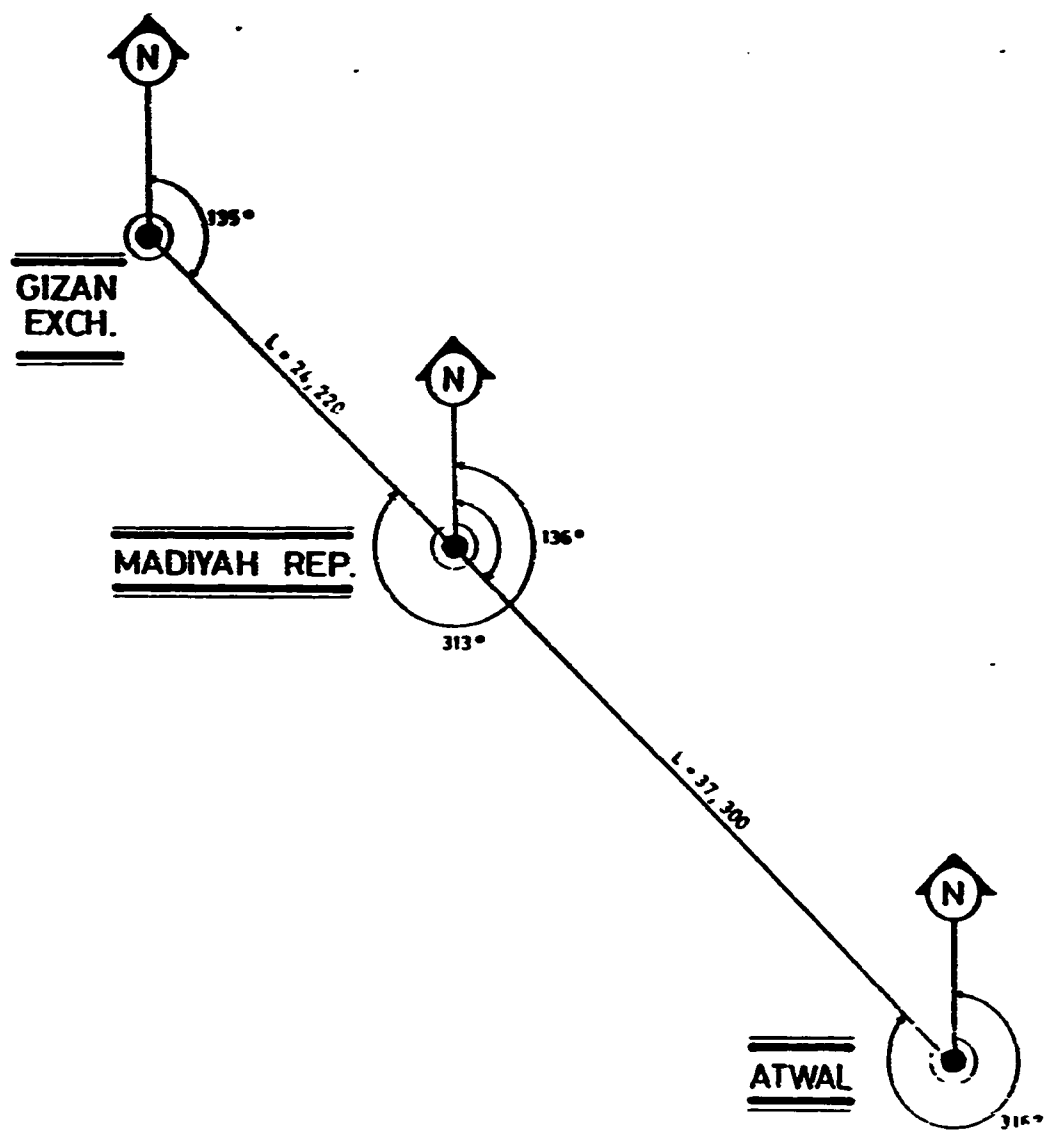 N
135°
GIZAN
EXCH.
N
136°
MADIYAH REP.
313°
L = 37, 300
N
ATWAL